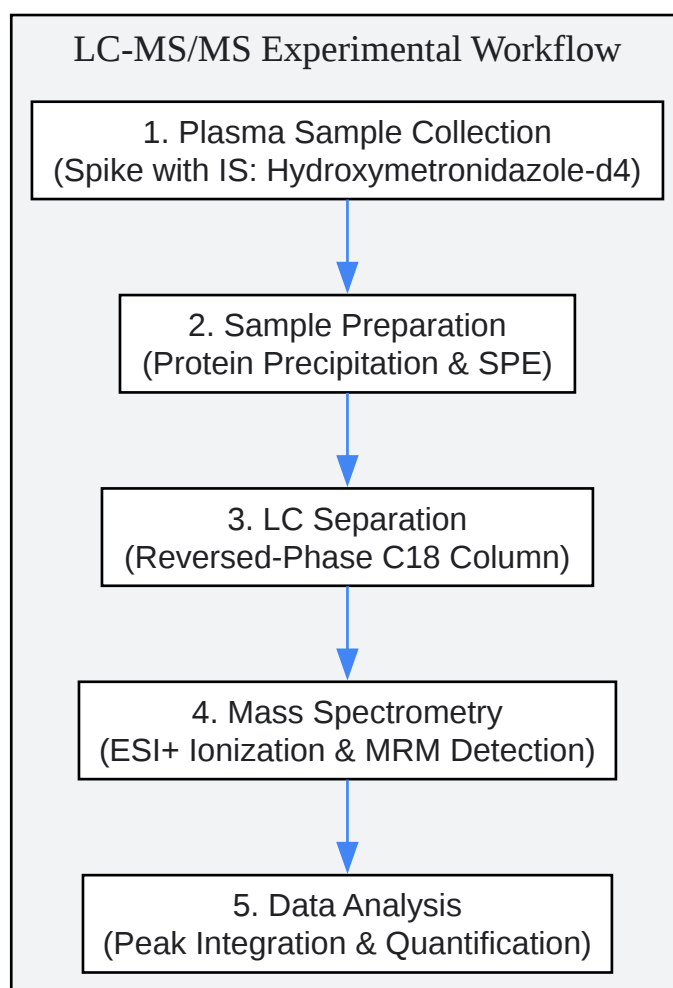 LC-MS/MS Experimental Workflow
1. Plasma Sample Collection
(Spike with IS: Hydroxymetronidazole-d4)
2. Sample Preparation
(Protein Precipitation & SPE)
3. LC Separation
(Reversed-Phase C18 Column)
4. Mass Spectrometry
(ESI+ Ionization & MRM Detection)
5. Data Analysis
(Peak Integration & Quantification)